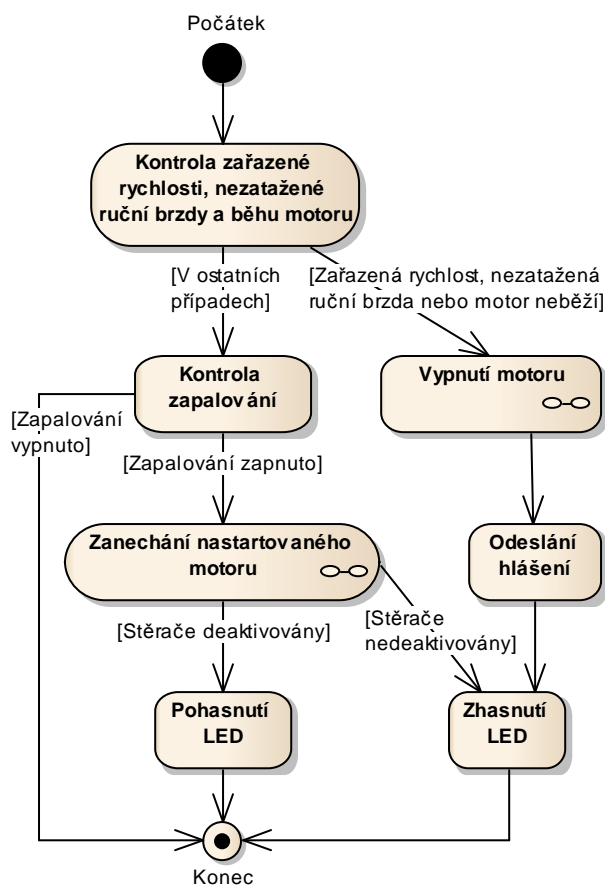 Počátek
Kontrola zařazené
rychlosti, nezatažené
ruční brzdy a běhu motoru
[V ostatních
případech]
[Zařazená rychlost, nezatažená
ruční brzda nebo motor neběží]
Kontrola
zapalování
Vypnutí motoru
[Zapalování
vypnuto]
[Zapalování zapnuto]
Zanechání nastartovaného
motoru
Odeslání
hlášení
[Stěrače deaktivovány]
[Stěrače
nedeaktivovány]
Pohasnutí
LED
Zhasnutí
LED
Konec